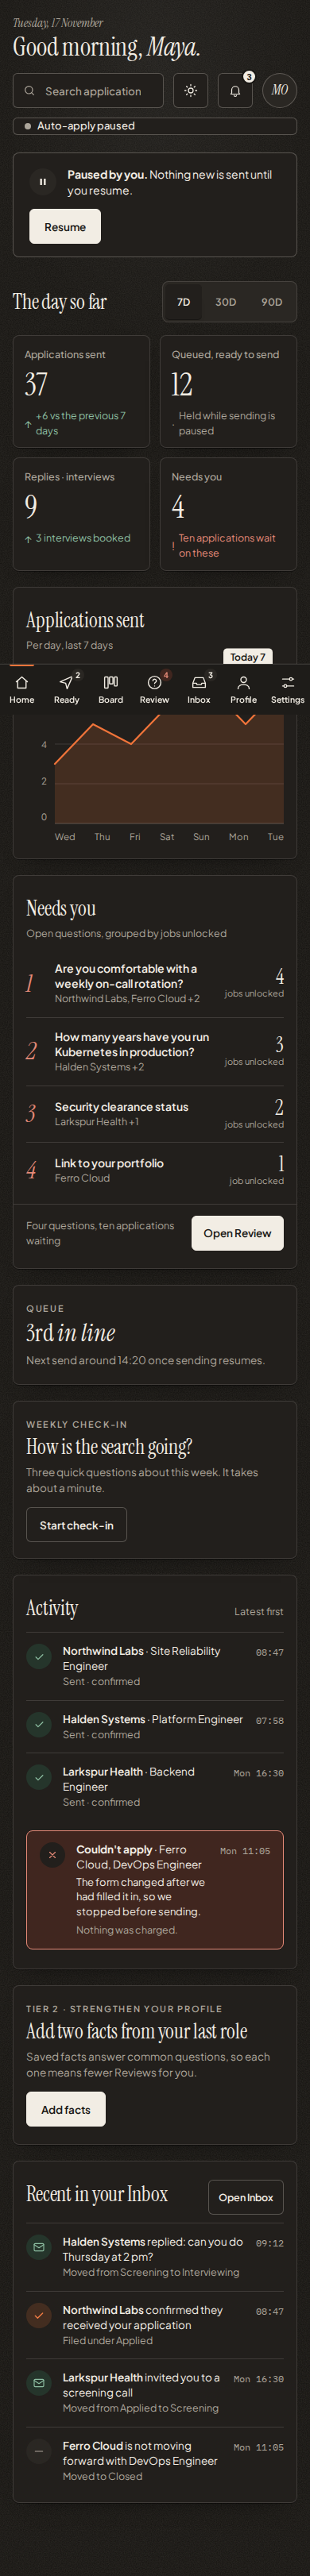 Tuesday, 17 November
Good morning, Maya.
Search application
3
MO
Auto-apply paused
Paused by you. Nothing new is sent until
you resume.
Resume
The day so far
7D 30D 90D
Applications sent
37
↑ +6 vs the previous 7
days
Queued, ready to send
12
· Held while sending is
paused
Replies · interviews
9
↑ 3 interviews booked
Needs you
4
! Ten applications wait
on these
Applications sent
Per day, last 7 days
Today 7
2 4 3
Home Ready Board Review Inbox Profile Settings
4
2
0
Wed Thu Fri Sat Sun Mon Tue
Needs you
Open questions, grouped by jobs unlocked
1 Are you comfortable with a
weekly on-call rotation?
Northwind Labs, Ferro Cloud +2
4
jobs unlocked
2 How many years have you run
Kubernetes in production?
Halden Systems +2
3
jobs unlocked
3 Security clearance status
Larkspur Health +1
2
jobs unlocked
4 Link to your portfolio
Ferro Cloud
1
job unlocked
Four questions, ten applications
waiting
Open Review
QUEUE
3rd in line
Next send around 14:20 once sending resumes.
WEEKLY CHECK-IN
How is the search going?
Three quick questions about this week. It takes
about a minute.
Start check-in
Activity
Latest first
Northwind Labs · Site Reliability
Engineer
Sent · confirmed
08:47
Halden Systems · Platform Engineer
Sent · confirmed
07:58
Larkspur Health · Backend
Engineer
Sent · confirmed
Mon 16:30
Couldn't apply · Ferro
Cloud, DevOps Engineer
The form changed after we
had filled it in, so we
stopped before sending.
Nothing was charged.
Mon 11:05
TIER 2 · STRENGTHEN YOUR PROFILE
Add two facts from your last role
Saved facts answer common questions, so each
one means fewer Reviews for you.
Add facts
Recent in your Inbox
Open Inbox
Halden Systems replied: can you do
Thursday at 2 pm?
Moved from Screening to Interviewing
09:12
Northwind Labs confirmed they
received your application
Filed under Applied
08:47
Larkspur Health invited you to a
screening call
Moved from Applied to Screening
Mon 16:30
Ferro Cloud is not moving
forward with DevOps Engineer
Moved to Closed
Mon 11:05